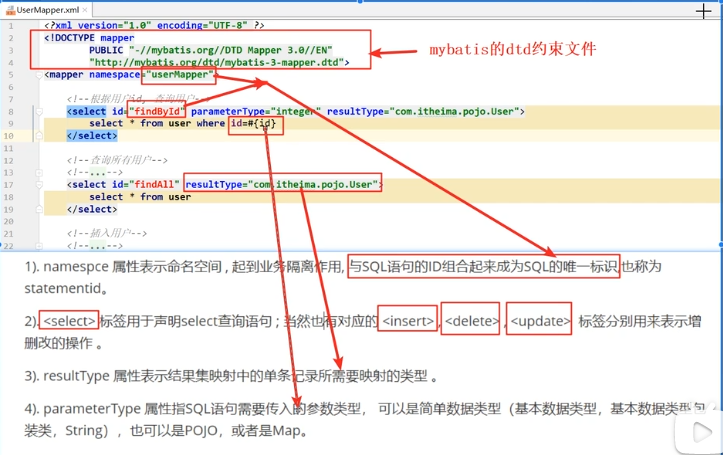 UserMapper.xml
1 <?xml version="1.0" encoding="UTF-8" ?>
2 <!DOCTYPE mapper
3 PUBLIC "-//mybatis.org//DTD Mapper 3.0//EN"
4 "http://mybatis.org/dtd/mybatis-3-mapper.dtd">
mybatis的dtd约束文件
5 <mapper namespace="userMapper">
6
7 <!--根据用户id, 查询用户-->
8 <select id="findById" parameterType="integer" resultType="com.itheima.pojo.User">
9 select * from user where id=#{id}
10 </select>
11
12 <!--查询所有用户-->
13 <!--...-->
17 <select id="findAll" resultType="com.itheima.pojo.User">
18 select * from user
19 </select>
20
21 <!--插入用户-->
22 <!--...-->
1). namespce 属性表示命名空间 , 起到业务隔离作用, 与SQL语句的ID组合起来成为SQL的唯一标识,也称为
statementid。
2). <select> 标签用于声明select查询语句 ; 当然也有对应的 <insert> , <delete> , <update> 标签分别用来表示增
删改的操作 。
3). resultType 属性表示结果集映射中的单条记录所需要映射的类型 。
4). parameterType 属性指SQL语句需要传入的参数类型， 可以是简单数据类型（基本数据类型，基本数据类型包
装类，String），也可以是POJO，或者是Map。